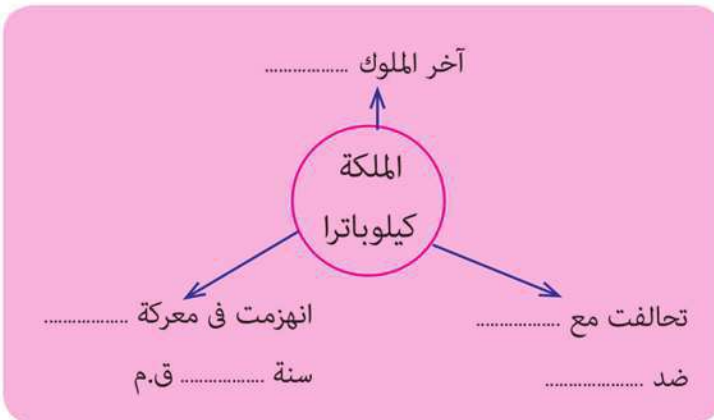 آخر الملوك ..................
الملكة
كيلوباترا
تحالفت مع ..................
ضد .....................
انهزمت فى معركة ..................
سنة .................. ق.م